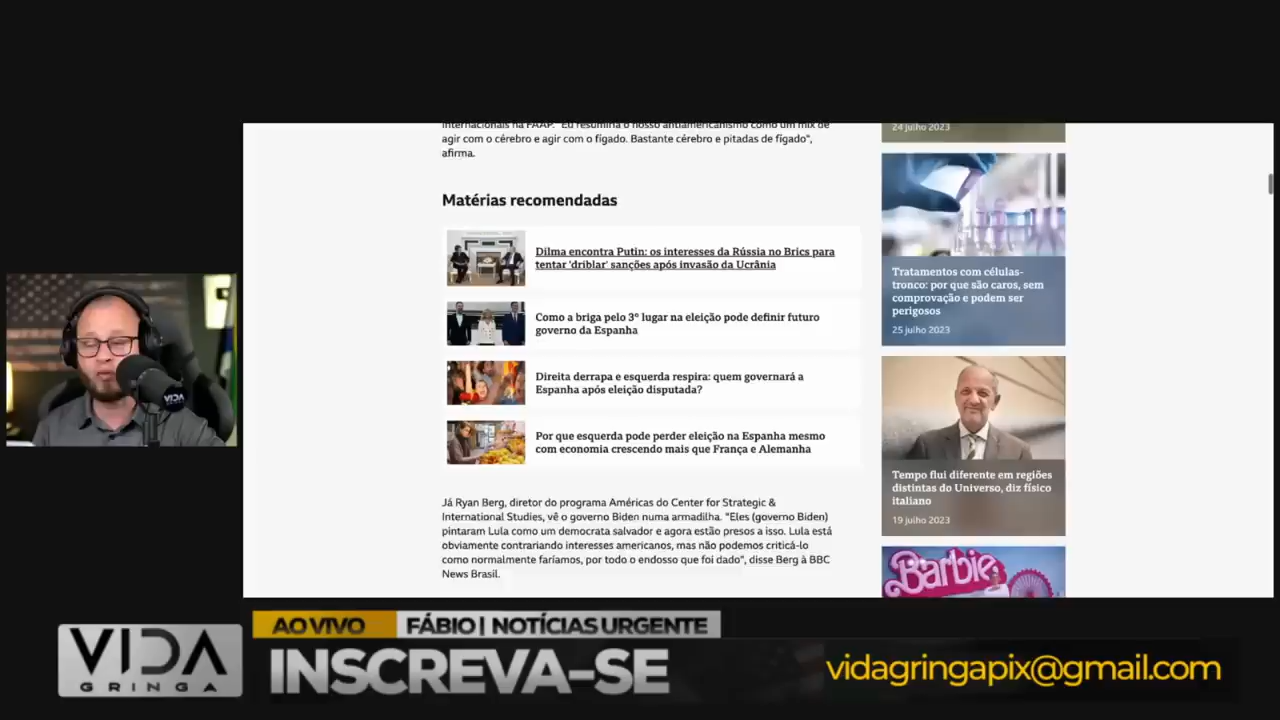 internacionais na FAAP. "Eu resumiria o nosso antiamericanismo como um mix de
agir com o cérebro e agir com o fígado. Bastante cérebro e pitadas de fígado",
afirma.
Matérias recomendadas
Dilma encontra Putin: os interesses da Rússia no Brics para
tentar 'driblar' sanções após invasão da Ucrânia
Como a briga pelo 3º lugar na eleição pode definir futuro
governo da Espanha
Direita derrapa e esquerda respira: quem governará a
Espanha após eleição disputada?
Por que esquerda pode perder eleição na Espanha mesmo
com economia crescendo mais que França e Alemanha
Já Ryan Berg, diretor do programa Américas do Center for Strategic &
International Studies, vê o governo Biden numa armadilha. "Eles (governo Biden)
pintaram Lula como um democrata salvador e agora estão presos a isso. Lula está
obviamente contrariando interesses americanos, mas não podemos criticá-lo
como normalmente faríamos, por todo o endosso que foi dado", disse Berg à BBC
News Brasil.
24 julho 2023
Tratamentos com células-
tronco: por que são caros, sem
comprovação e podem ser
perigosos
25 julho 2023
Tempo flui diferente em regiões
distintas do Universo, diz físico
italiano
19 julho 2023
Barbie
VIDA
VIDA
GRINGA
AO VIVO
FÁBIO | NOTÍCIAS URGENTE
INSCREVA-SE
vidagringapix@gmail.com